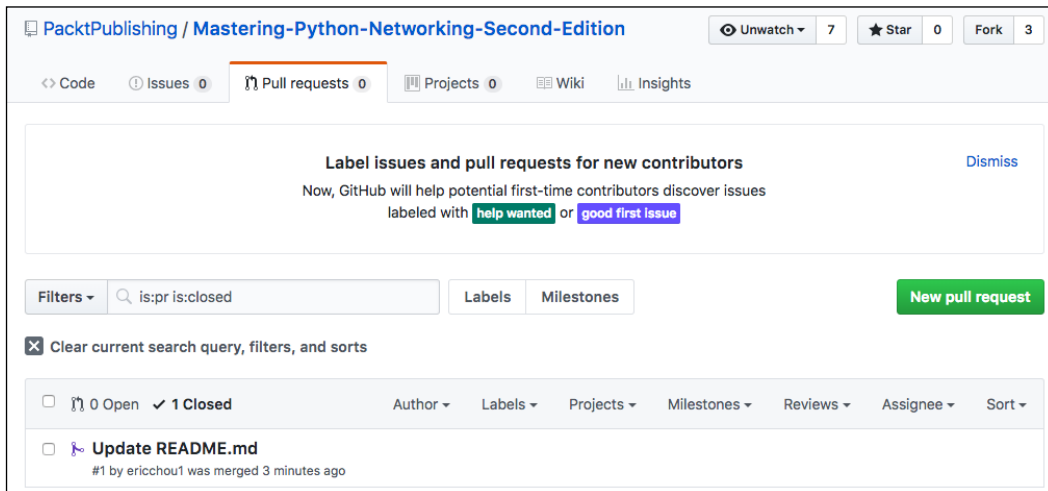 PacktPublishing / Mastering-Python-Networking-Second-Edition
Unwatch 7 Star 0 Fork 3
Code Issues 0 Pull requests 0 Projects 0 Wiki Insights
Label issues and pull requests for new contributors
Dismiss
Now, GitHub will help potential first-time contributors discover issues
labeled with help wanted or good first issue
Filters is:pr is:closed Labels Milestones New pull request
Clear current search query, filters, and sorts
0 Open 1 Closed Author Labels Projects Milestones Reviews Assignee Sort
Update README.md
#1 by ericchou1 was merged 3 minutes ago